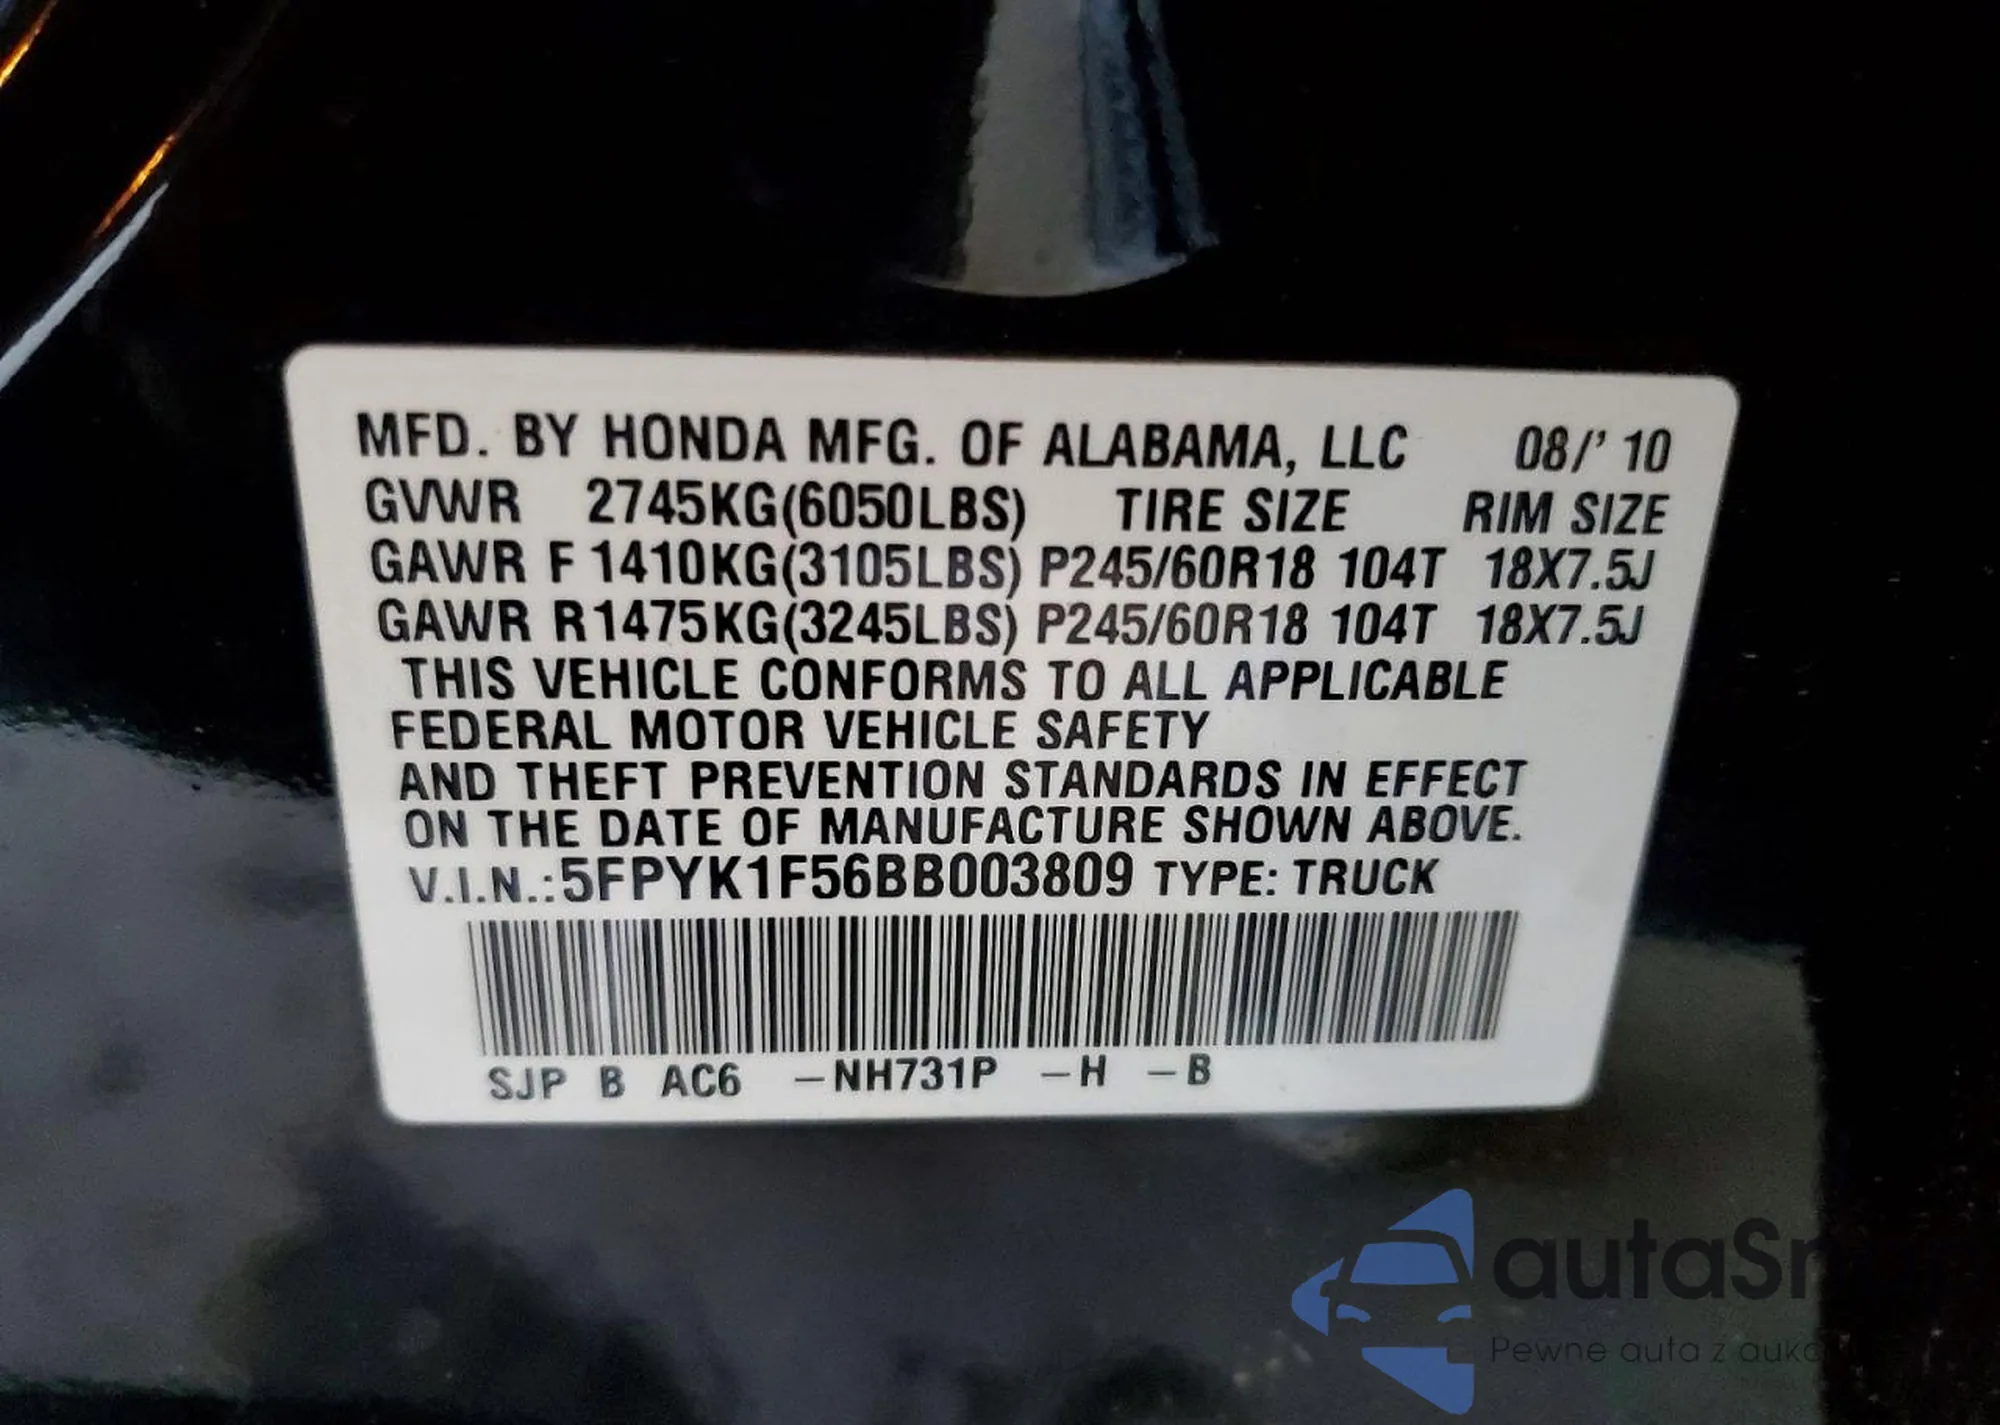 MFD. BY HONDA MFG. OF ALABAMA, LLC 08/' 10
GVWR 2745KG(6050LBS) TIRE SIZE RIM SIZE
GAWR F 1410KG(3105LBS) P245/60R18 104T 18X7.5J
GAWR R1475KG(3245LBS) P245/60R18 104T 18X7.5J
THIS VEHICLE CONFORMS TO ALL APPLICABLE
FEDERAL MOTOR VEHICLE SAFETY
AND THEFT PREVENTION STANDARDS IN EFFECT
ON THE DATE OF MANUFACTURE SHOWN ABOVE.
V.I.N.:5FPYK1F56BB003809 TYPE: TRUCK
SJP B AC6 –NH731P –H –B
Pewne auta z